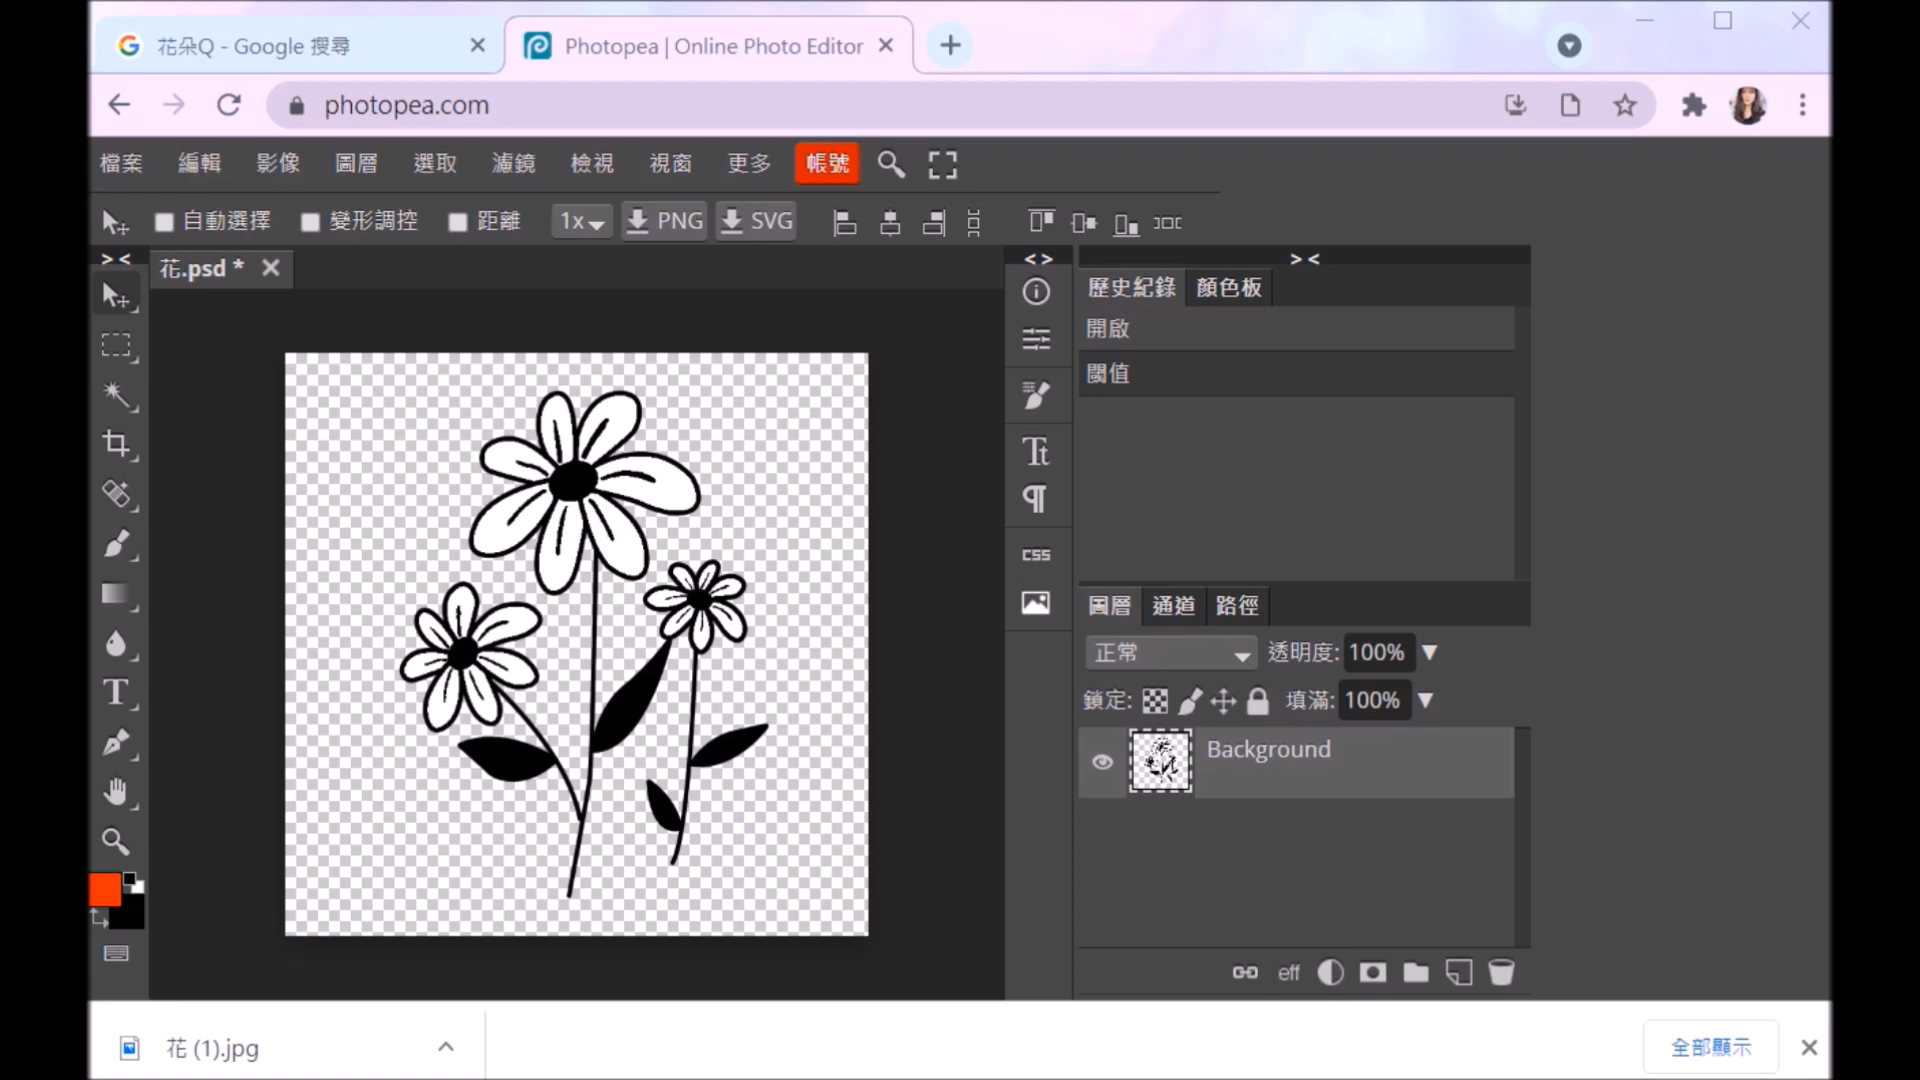 花朵Q - Google 搜尋
Photopea | Online Photo Editor
photopea.com
檔案 編輯 影像 圖層 選取 濾鏡 檢視 視窗 更多 帳號
自動選擇 變形調控 距離 1x PNG SVG
花.psd *
歷史紀錄 顏色板
開啟
閾值
CSS
圖層 通道 路徑
正常 透明度: 100%
鎖定: 填滿: 100%
Background
eff
花 (1).jpg
全部顯示